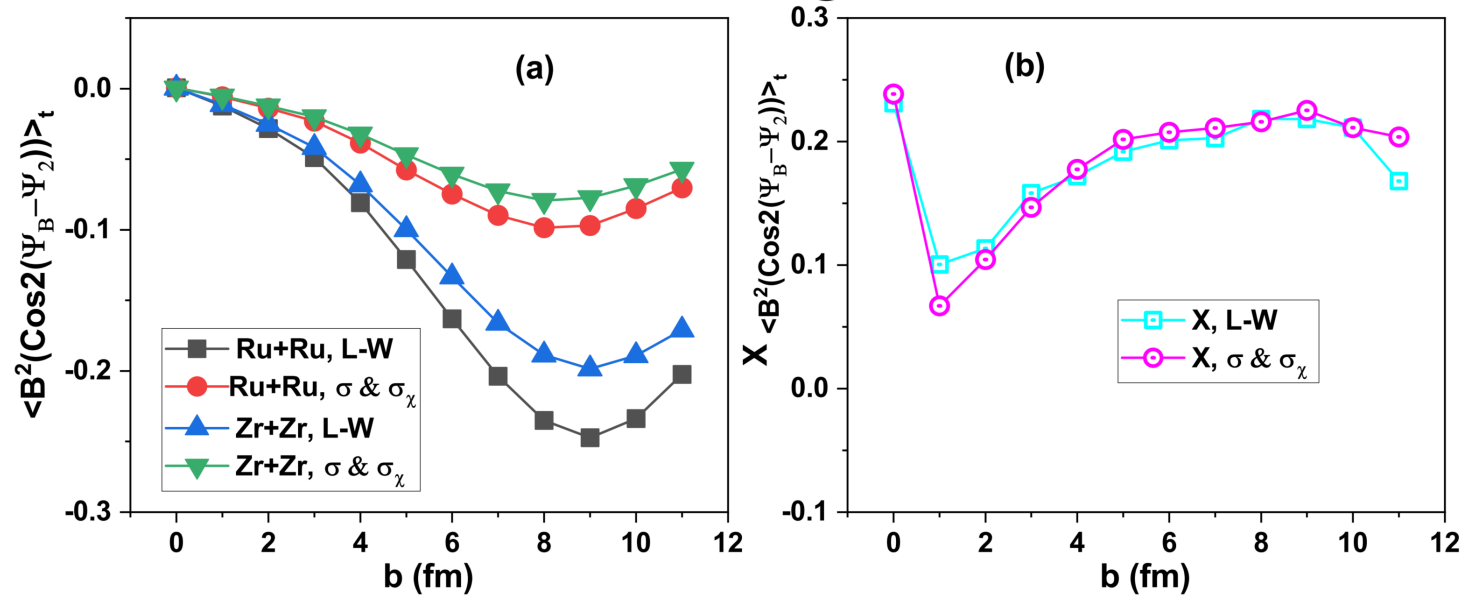 (a)
0.0
-0.1
-0.2
-0.3
<B²(Cos2(Ψ_B−Ψ_2))>_t
Ru+Ru, L-W
Ru+Ru, σ & σ_χ
Zr+Zr, L-W
Zr+Zr, σ & σ_χ
0 2 4 6 8 10 12
b (fm)
(b)
0.3
0.2
0.1
0.0
-0.1
X <B²(Cos2(Ψ_B−Ψ_2))>_t
X, L-W
X, σ & σ_χ
0 2 4 6 8 10 12
b (fm)